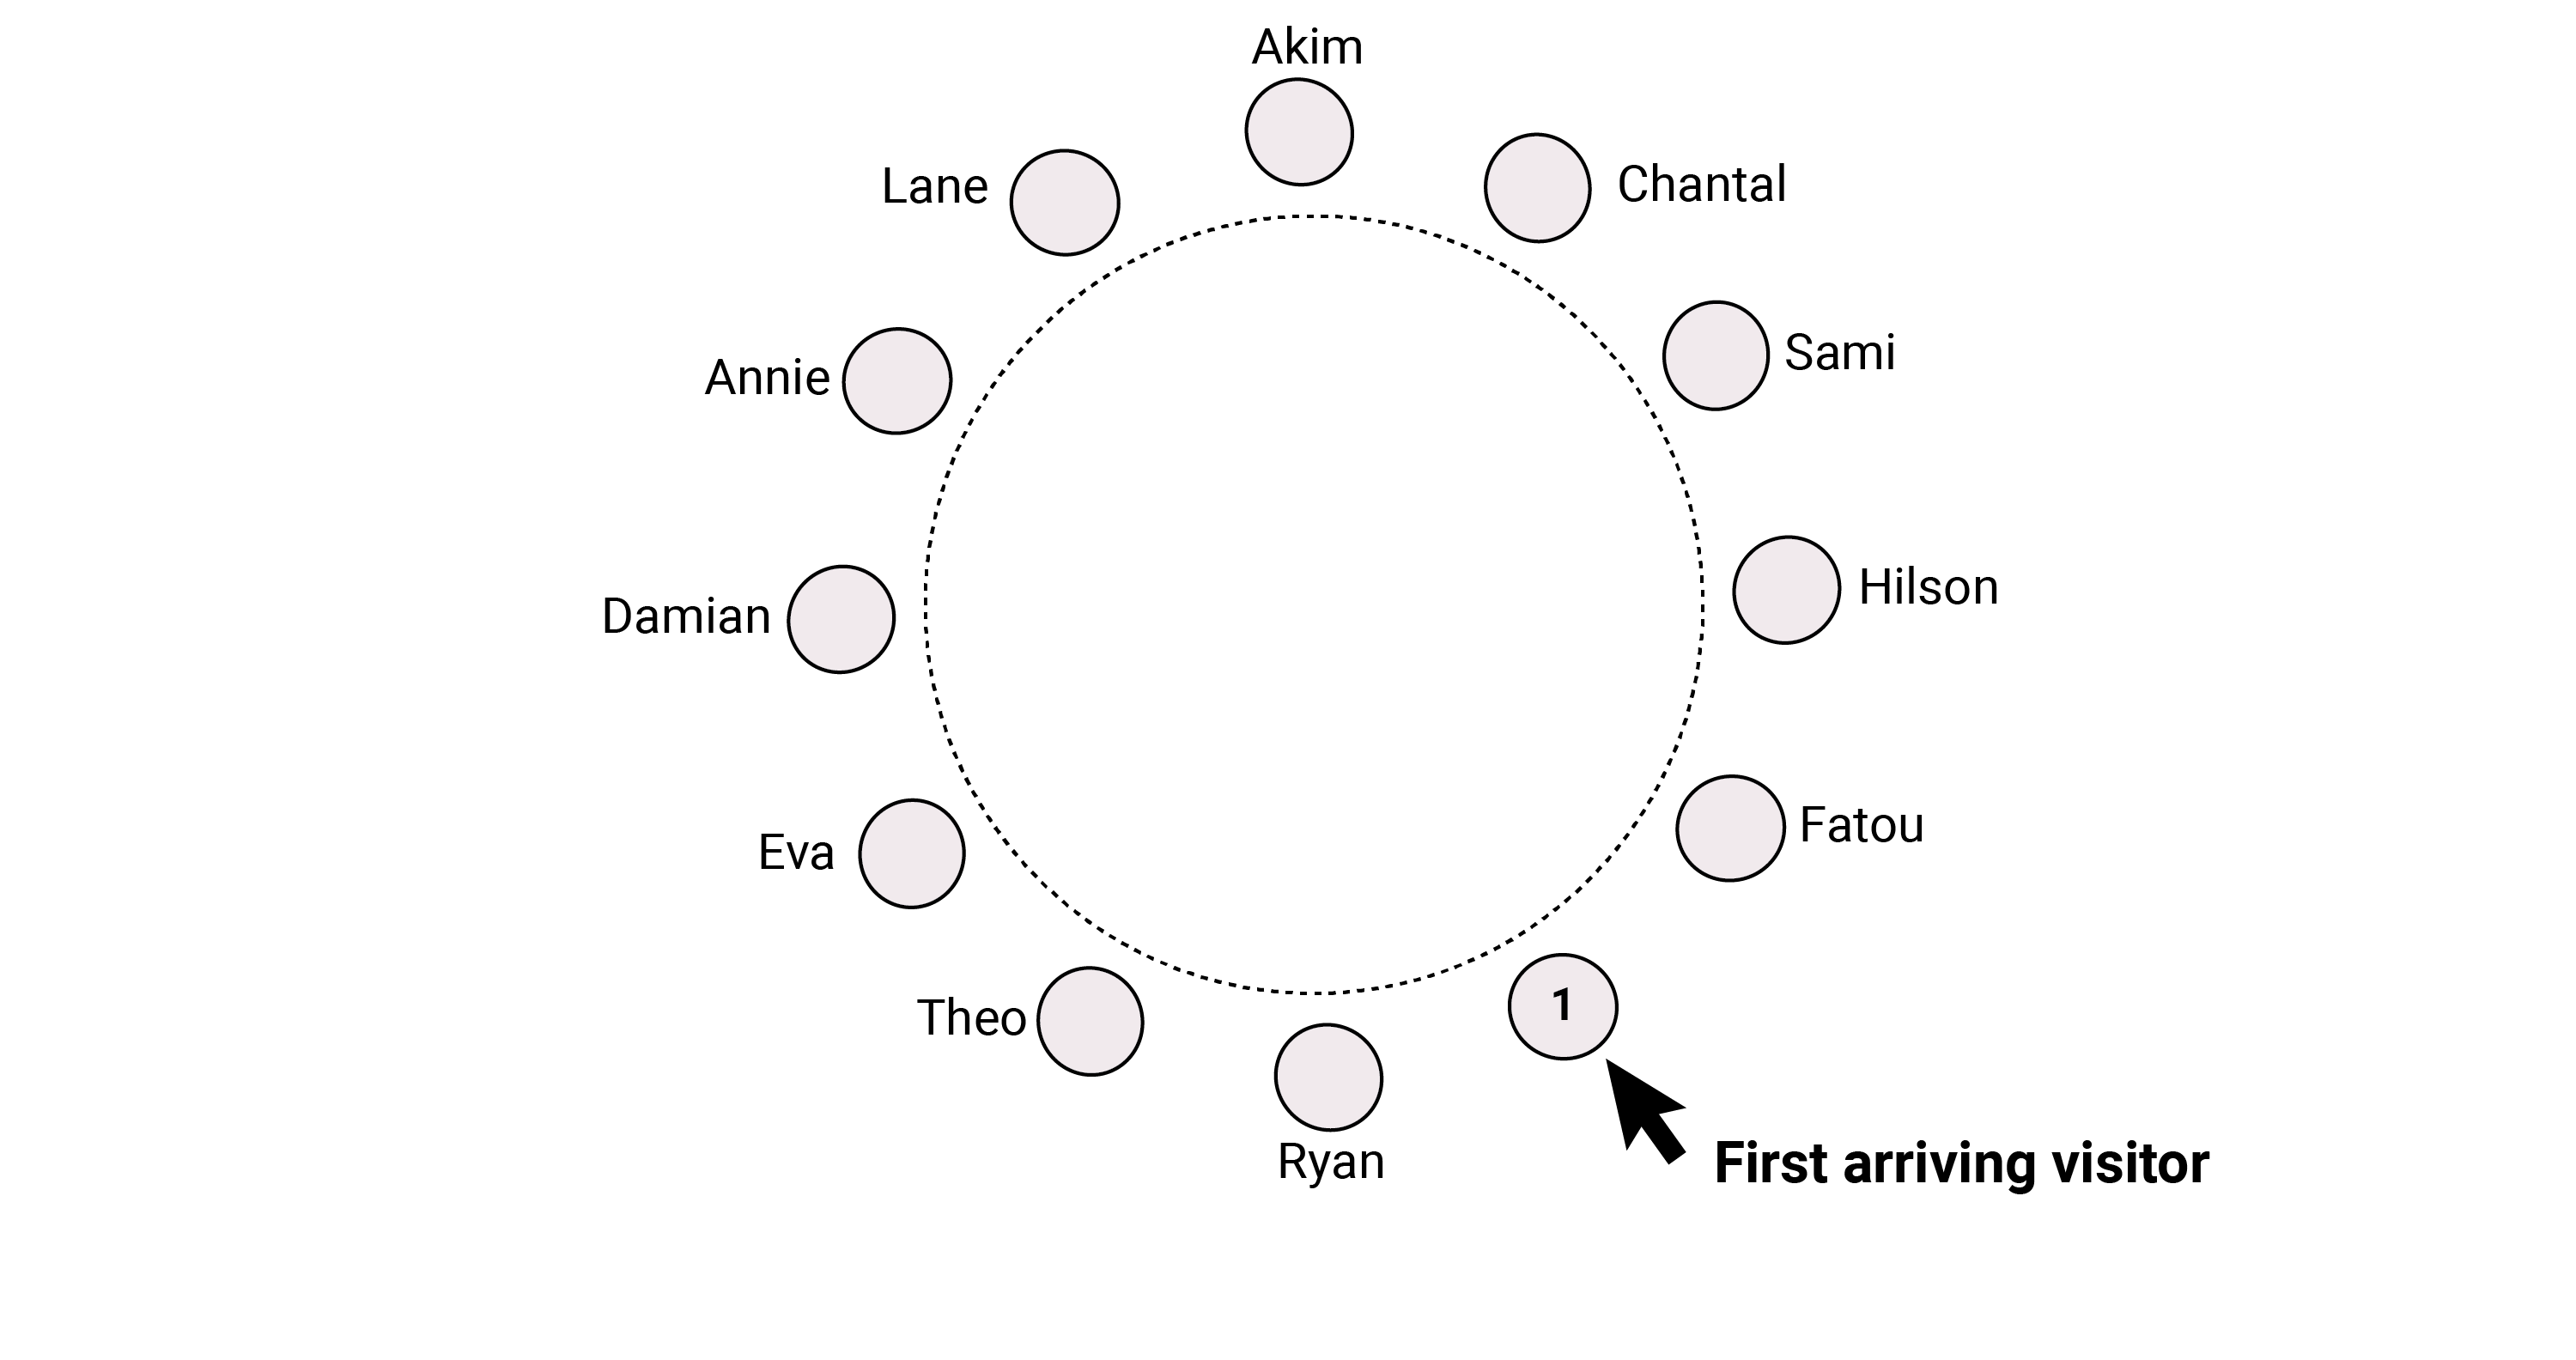 Akim
Lane
Chantal
Sami
Annie
Hilson
Damian
Fatou
Eva
1
Theo
Ryan
First arriving visitor